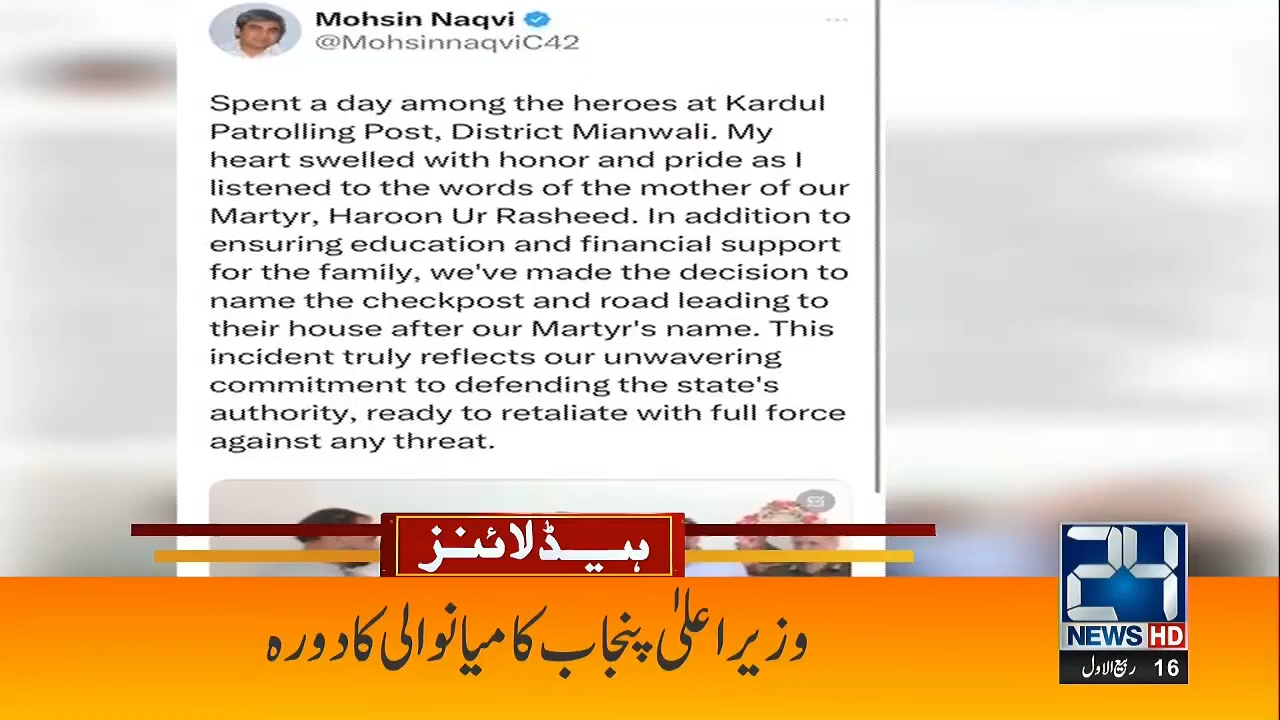 Mohsin Naqvi
@MohsinnaqviC42
Spent a day among the heroes at Kardul
Patrolling Post, District Mianwali. My
heart swelled with honor and pride as I
listened to the words of the mother of our
Martyr, Haroon Ur Rasheed. In addition to
ensuring education and financial support
for the family, we've made the decision to
name the checkpost and road leading to
their house after our Martyr's name. This
incident truly reflects our unwavering
commitment to defending the state's
authority, ready to retaliate with full force
against any threat.
ہیڈلائنز
وزیراعلیٰ پنجاب کا میانوالی کا دورہ
24
NEWS HD
16 ربیع الاول